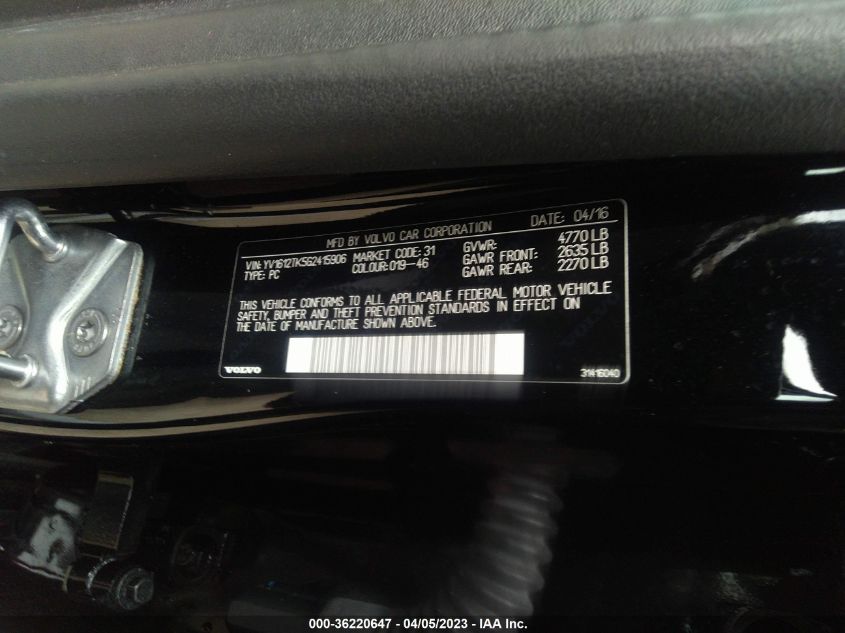 MFD BY VOLVO CAR CORPORATION DATE: 04/16
VIN: YV1612TK5G2415906 MARKET CODE: 31 GVWR: 4770 LB
TYPE: PC COLOUR: 019-46 GAWR FRONT: 2635 LB
GAWR REAR: 2270 LB
THIS VEHICLE CONFORMS TO ALL APPLICABLE FEDERAL MOTOR VEHICLE
SAFETY, BUMPER AND THEFT PREVENTION STANDARDS IN EFFECT ON
THE DATE OF MANUFACTURE SHOWN ABOVE.
VOLVO 31416040
000-36220647 - 04/05/2023 - IAA Inc.